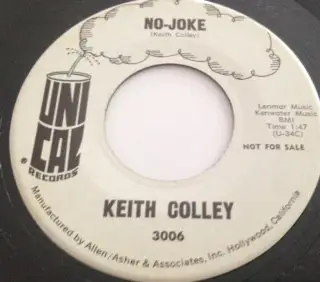 NO-JOKE
(Keith Colley)
UNI
CAL
® RECORDS
Lenmar Music
Kenwater Music
BMI
Time 1:47
(U-34C)
NOT FOR SALE
KEITH COLLEY
3006
Manufactured by Allen/Asher & Associates, Inc. Hollywood, California